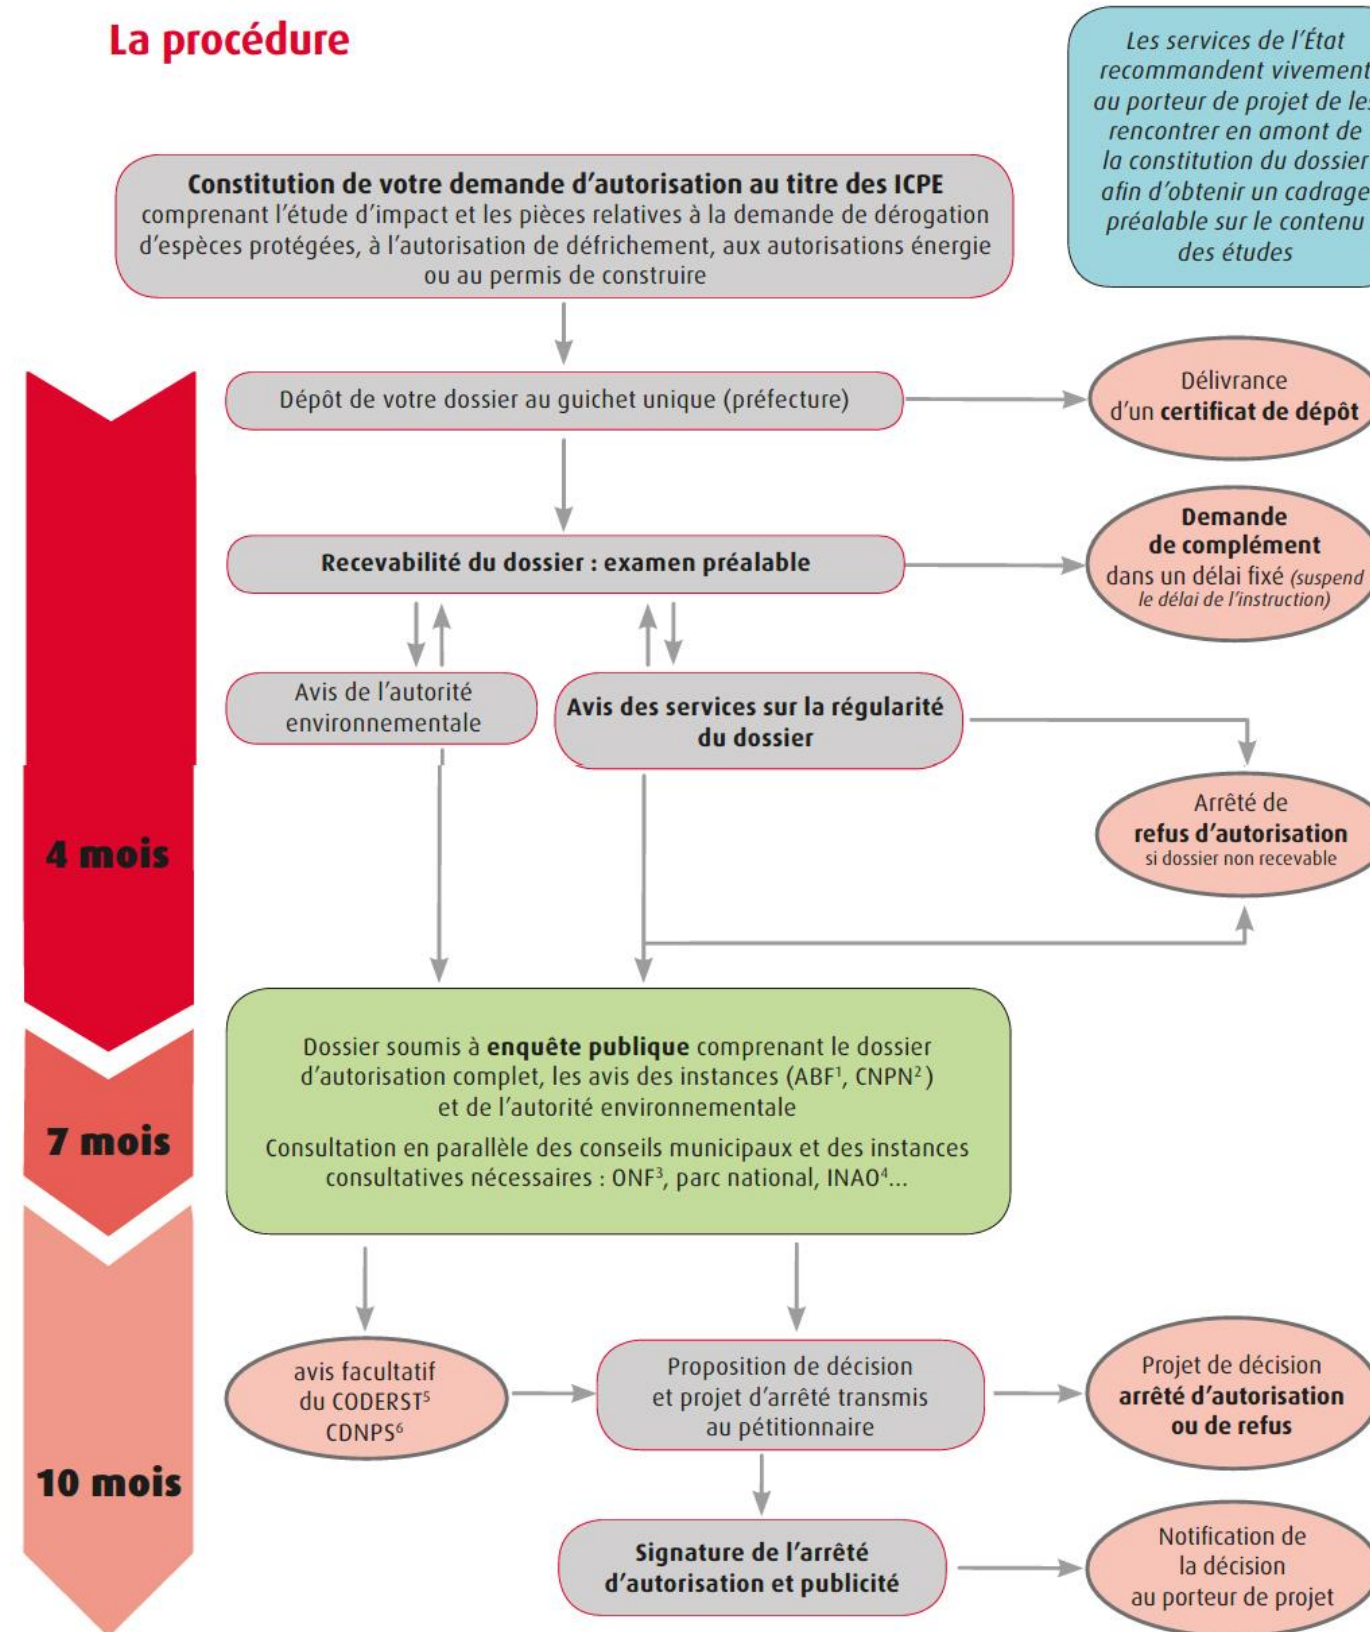 La procédure
Les services de l'État
recommandent vivement
au porteur de projet de les
rencontrer en amont de
la constitution du dossier
afin d'obtenir un cadrage
préalable sur le contenu
des études
Constitution de votre demande d'autorisation au titre des ICPE
comprenant l'étude d'impact et les pièces relatives à la demande de dérogation
d'espèces protégées, à l'autorisation de défrichement, aux autorisations énergie
ou au permis de construire
Dépôt de votre dossier au guichet unique (préfecture)
Délivrance
d'un certificat de dépôt
Recevabilité du dossier : examen préalable
Demande
de complément
dans un délai fixé (suspend
le délai de l'instruction)
Avis de l'autorité
environnementale
Avis des services sur la régularité
du dossier
Arrêté de
refus d'autorisation
si dossier non recevable
4 mois
Dossier soumis à enquête publique comprenant le dossier
d'autorisation complet, les avis des instances (ABF¹, CNPN²)
et de l'autorité environnementale
Consultation en parallèle des conseils municipaux et des instances
consultatives nécessaires : ONF³, parc national, INAO⁴...
7 mois
avis facultatif
du CODERST⁵
CDNPS⁶
Proposition de décision
et projet d'arrêté transmis
au pétitionnaire
Projet de décision
arrêté d'autorisation
ou de refus
10 mois
Signature de l'arrêté
d'autorisation et publicité
Notification de
la décision
au porteur de projet